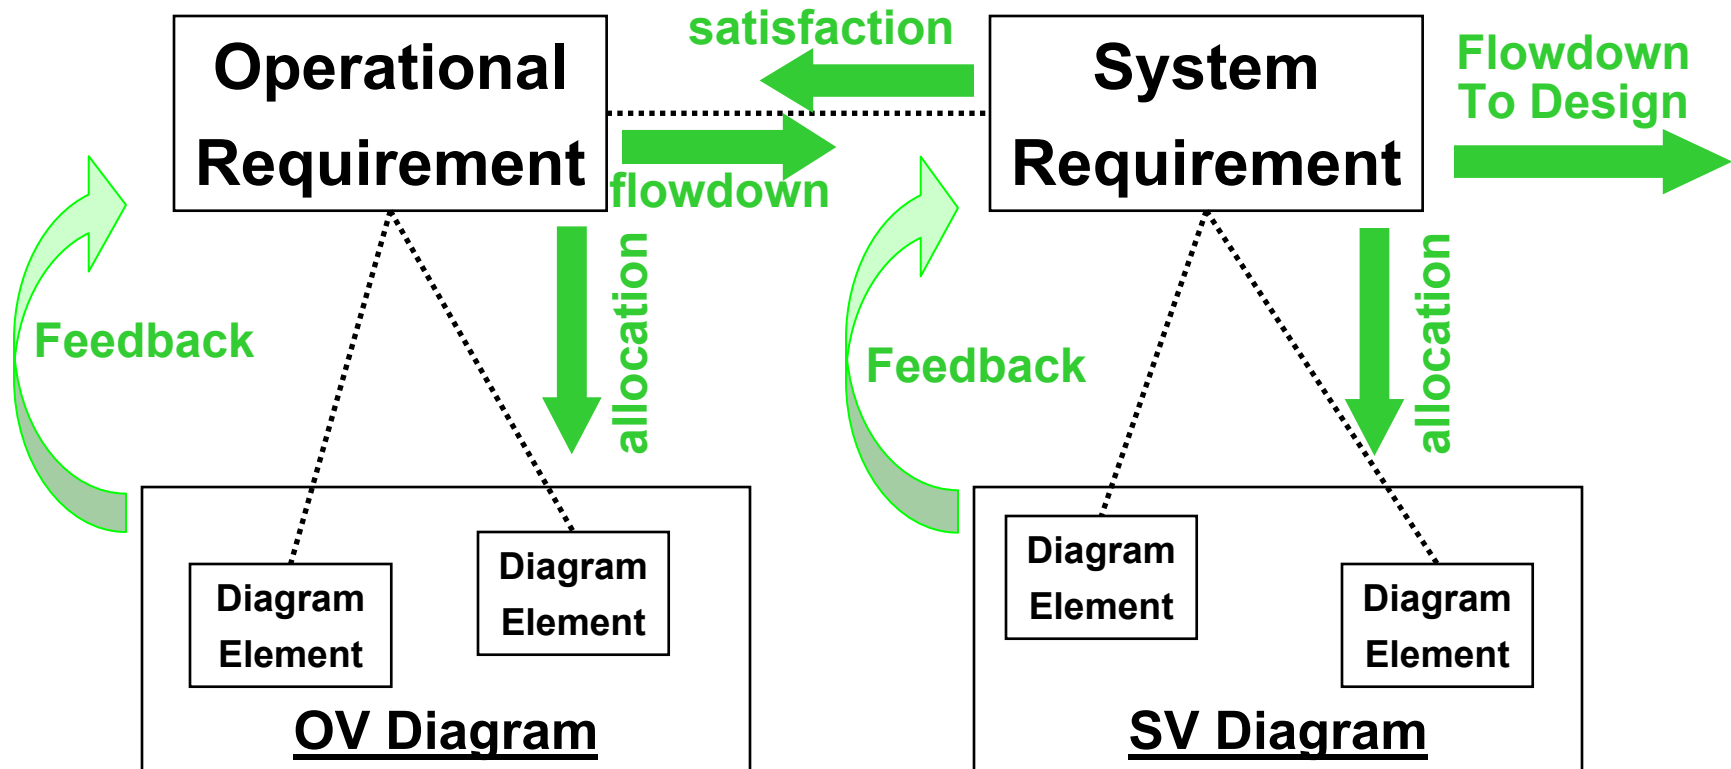 satisfaction
Operational
Requirement
System
Requirement
Flowdown
To Design
flowdown
allocation
allocation
Feedback
Feedback
Diagram
Element
Diagram
Element
OV Diagram
Diagram
Element
Diagram
Element
SV Diagram